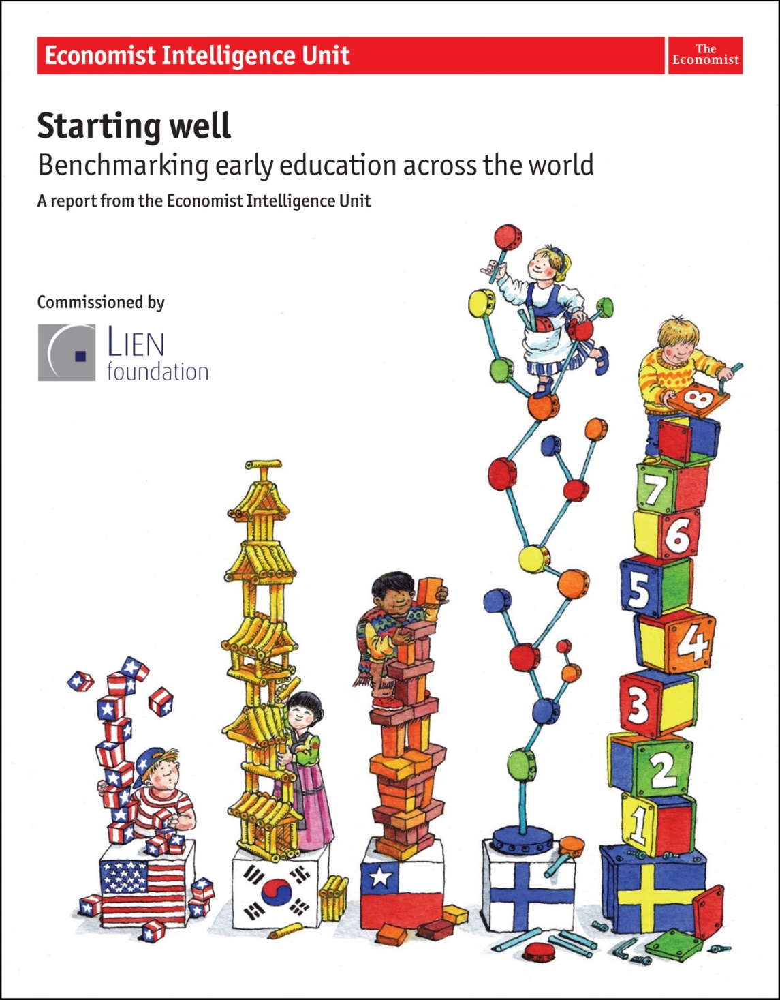 Economist Intelligence Unit
The
Economist
Starting well
Benchmarking early education across the world
A report from the Economist Intelligence Unit
Commissioned by
LIEN
foundation
8
7
6
5
4
3
2
1